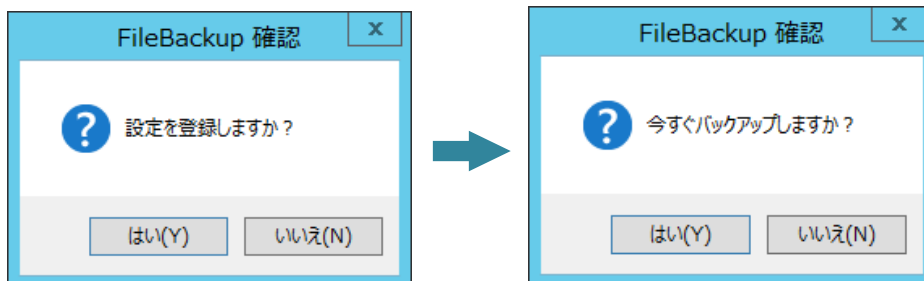 FileBackup 確認
x
?
設定を登録しますか？
はい(Y)
いいえ(N)
FileBackup 確認
x
?
今すぐバックアップしますか？
はい(Y)
いいえ(N)